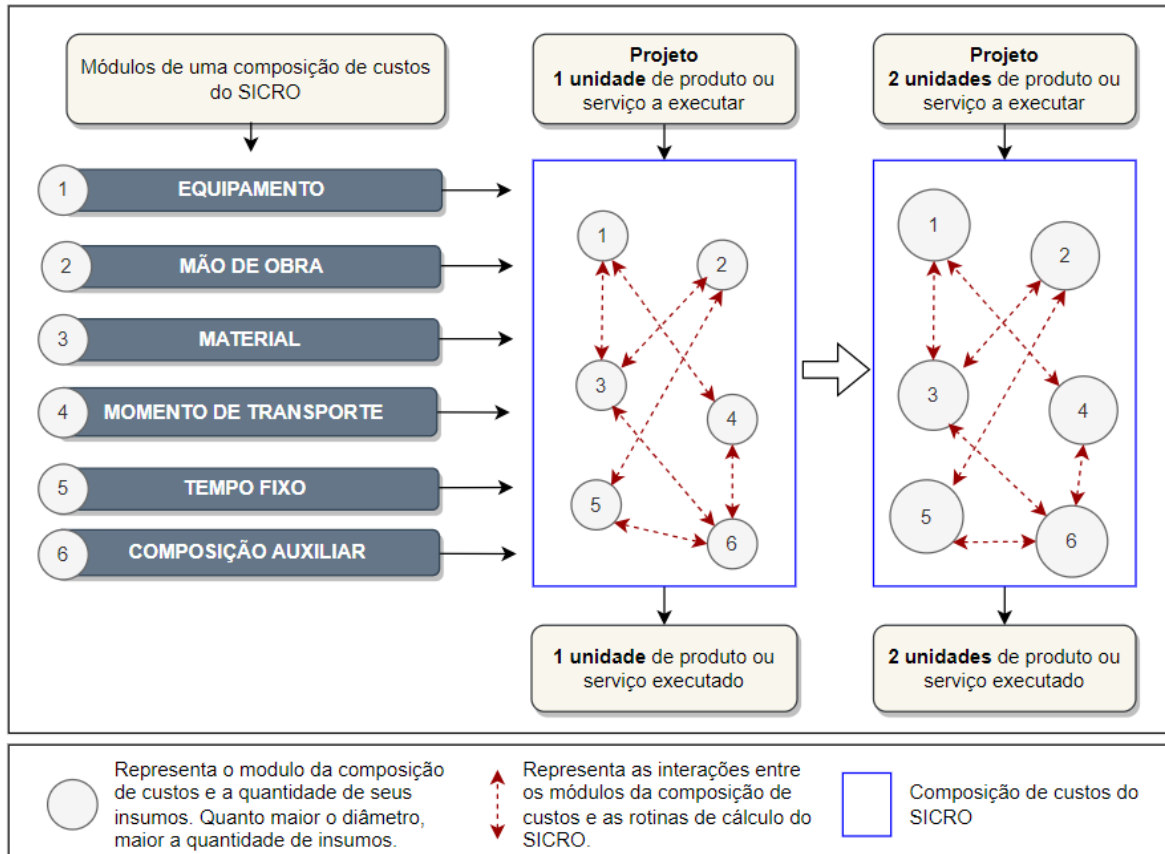 Módulos de uma composição de custos
do SICRO
Projeto
1 unidade de produto ou
serviço a executar
Projeto
2 unidades de produto ou
serviço a executar
1
EQUIPAMENTO
2
MÃO DE OBRA
3
MATERIAL
4
MOMENTO DE TRANSPORTE
5
TEMPO FIXO
6
COMPOSIÇÃO AUXILIAR
1
2
3
4
5
6
1
2
3
4
5
6
1 unidade de produto ou
serviço executado
2 unidades de produto ou
serviço executado
Representa o modulo da composição
de custos e a quantidade de seus
insumos. Quanto maior o diâmetro,
maior a quantidade de insumos.
Representa as interações entre
os módulos da composição de
custos e as rotinas de cálculo do
SICRO.
Composição de custos do
SICRO